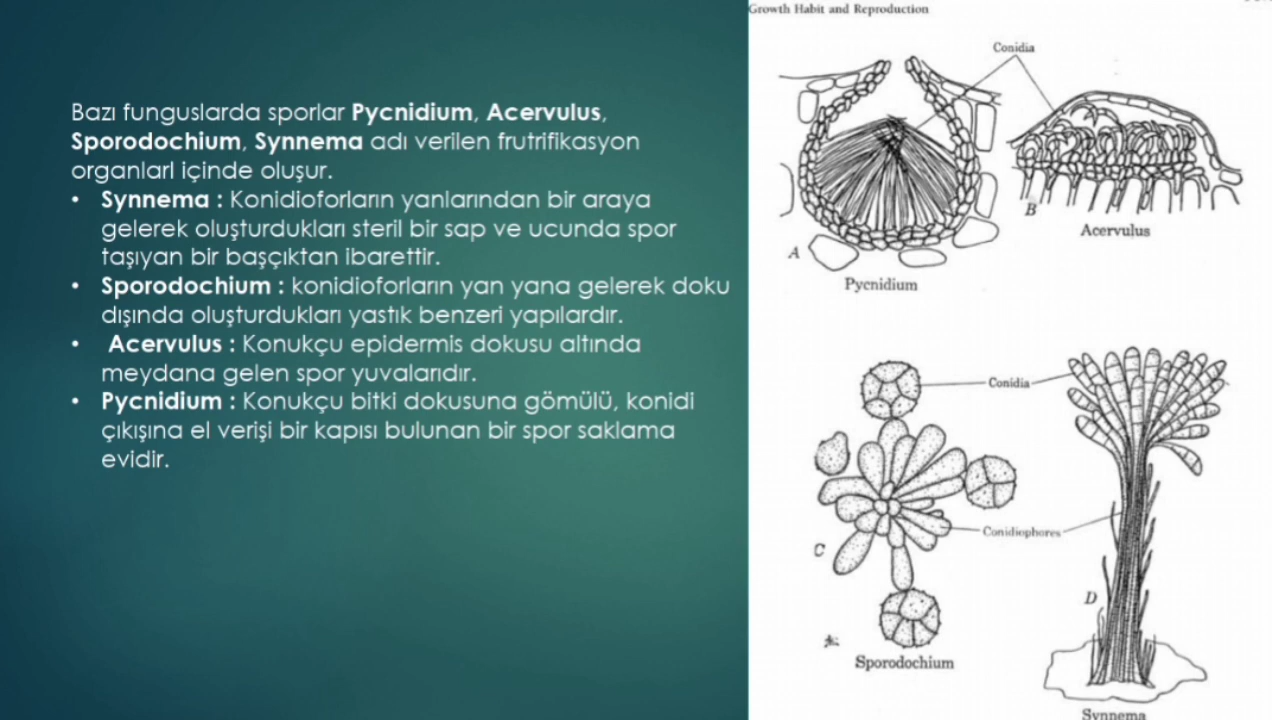 Bazı funguslarda sporlar Pycnidium, Acervulus,
Sporodochium, Synnema adı verilen frutrifikasyon
organlarl içinde oluşur.
• Synnema : Konidioforların yanlarından bir araya
gelerek oluşturdukları steril bir sap ve ucunda spor
taşıyan bir başçıktan ibarettir.
• Sporodochium : konidioforların yan yana gelerek doku
dışında oluşturdukları yastık benzeri yapılardır.
• Acervulus : Konukçu epidermis dokusu altında
meydana gelen spor yuvalarıdır.
• Pycnidium : Konukçu bitki dokusuna gömülü, konidi
çıkışına el verişi bir kapısı bulunan bir spor saklama
evidir.
Growth Habit and Reproduction
Conidia
A
Pycnidium
B
Acervulus
Conidia
Conidiophores
C
D
Sporodochium
Synnema